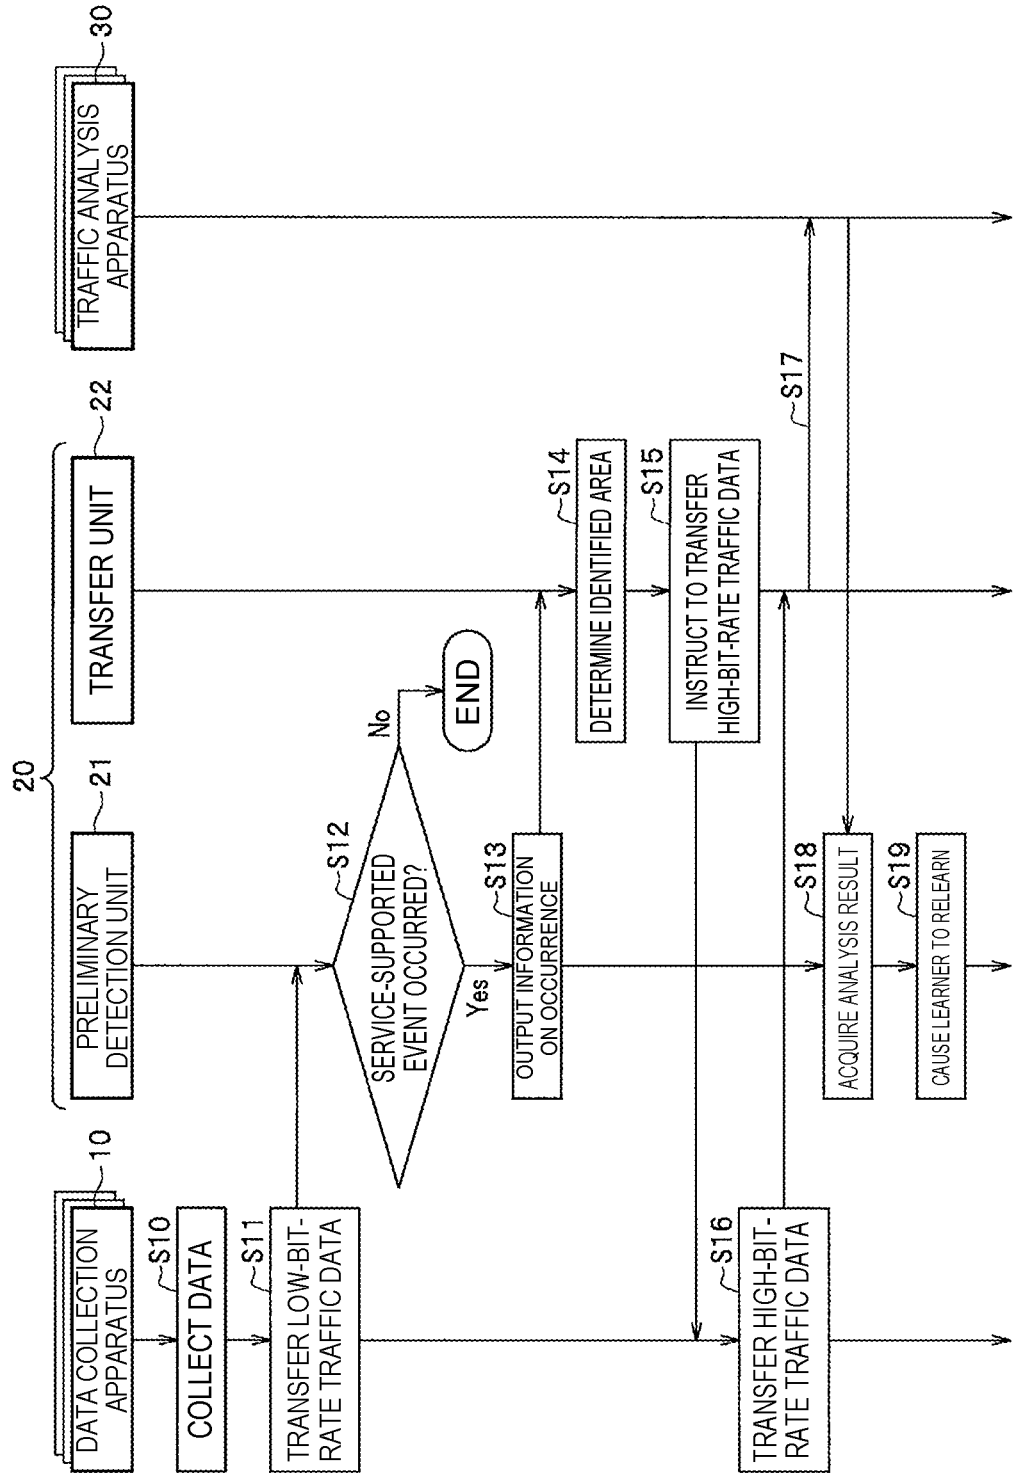 20
DATA COLLECTION
APPARATUS
10
PRELIMINARY
DETECTION UNIT
21
TRANSFER UNIT
22
TRAFFIC ANALYSIS
APPARATUS
30
S10
COLLECT DATA
S11
TRANSFER LOW-BIT-
RATE TRAFFIC DATA
S12
SERVICE-SUPPORTED
EVENT OCCURRED?
No
END
Yes
S13
OUTPUT INFORMATION
ON OCCURRENCE
S14
DETERMINE IDENTIFIED AREA
S15
INSTRUCT TO TRANSFER
HIGH-BIT-RATE TRAFFIC DATA
S16
TRANSFER HIGH-BIT-
RATE TRAFFIC DATA
S17
S18
ACQUIRE ANALYSIS RESULT
S19
CAUSE LEARNER TO RELEARN